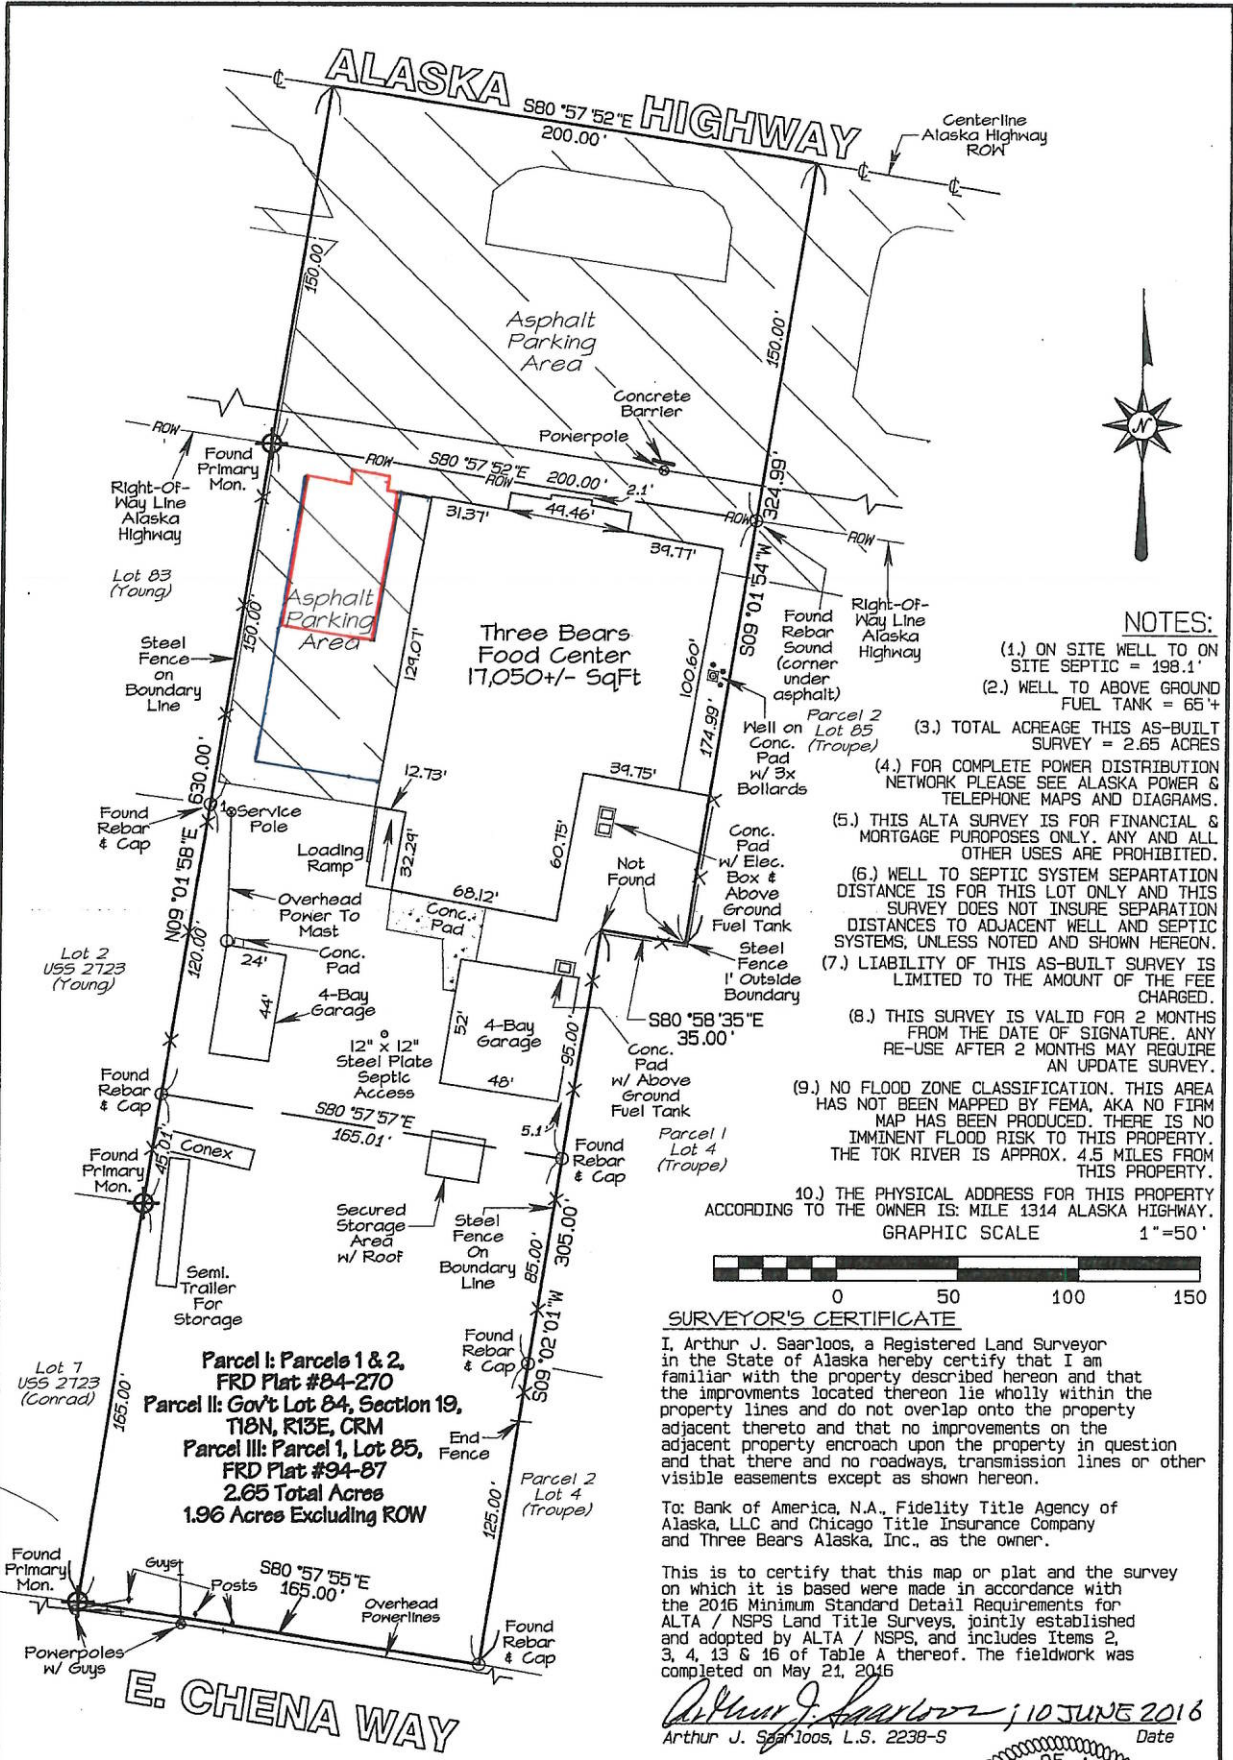 ALASKA HIGHWAY
S80°57'52"E
200.00'
Centerline
Alaska Highway
ROW
150.00'
150.00'
Asphalt
Parking
Area
Concrete
Barrier
Powerpole
ROW
Found
Primary
Mon.
ROW
S80°57'52"E
ROW
200.00'
2.1'
324.99'
Right-Of-
Way Line
Alaska
Highway
31.37'
49.46'
39.77'
ROW
ROW
Lot 83
(Young)
150.00'
Asphalt
Parking
Area
129.07'
Three Bears
Food Center
17,050+/- SqFt
100.60'
S09°01'54"W
174.99'
Found
Rebar
Sound
(corner
under
asphalt)
Right-Of-
Way Line
Alaska
Highway
Steel
Fence
on
Boundary
Line
Parcel 2
Lot 85
(Troupe)
Well on
Conc.
Pad
w/ 3x
Bollards
630.00'
12.73'
39.75'
Found
Rebar
& Cap
Service
Pole
Loading
Ramp
32.29'
60.75'
Not
Found
Conc.
Pad
w/ Elec.
Box &
Above
Ground
Fuel Tank
N09°01'58"E
68.12'
Overhead
Power To
Mast
Conc.
Pad
Steel
Fence
1' Outside
Boundary
Lot 2
USS 2723
(Young)
120.00'
24'
Conc.
Pad
44'
4-Bay
Garage
52'
4-Bay
Garage
48'
95.00'
S80°58'35"E
35.00'
12" x 12"
Steel Plate
Septic
Access
Conc.
Pad
w/ Above
Ground
Fuel Tank
Found
Rebar
& Cap
S80°57'57"E
165.01'
5.1'
Found
Rebar
& Cap
Parcel 1
Lot 4
(Troupe)
45.01'
Conex
Found
Primary
Mon.
Secured
Storage
Area
w/ Roof
Steel
Fence
On
Boundary
Line
305.00'
85.00'
Semi.
Trailer
For
Storage
Found
Rebar
& Cap
S09°02'01"W
Lot 7
USS 2723
(Conrad)
165.00'
Parcel I: Parcels 1 & 2,
FRD Plat #84-270
Parcel II: Gov't Lot 84, Section 19,
T18N, R13E, CRM
Parcel III: Parcel 1, Lot 85,
FRD Plat #94-87
2.65 Total Acres
1.96 Acres Excluding ROW
End
Fence
Parcel 2
Lot 4
(Troupe)
125.00'
Found
Primary
Mon.
Guys
Posts
S80°57'55"E
165.00'
Overhead
Powerlines
Found
Rebar
& Cap
Powerpoles
w/ Guys
E. CHENA WAY
N
NOTES:
(1.) ON SITE WELL TO ON
SITE SEPTIC = 198.1'
(2.) WELL TO ABOVE GROUND
FUEL TANK = 65'+
(3.) TOTAL ACREAGE THIS AS-BUILT
SURVEY = 2.65 ACRES
(4.) FOR COMPLETE POWER DISTRIBUTION
NETWORK PLEASE SEE ALASKA POWER &
TELEPHONE MAPS AND DIAGRAMS.
(5.) THIS ALTA SURVEY IS FOR FINANCIAL &
MORTGAGE PUROPOSES ONLY. ANY AND ALL
OTHER USES ARE PROHIBITED.
(6.) WELL TO SEPTIC SYSTEM SEPARTATION
DISTANCE IS FOR THIS LOT ONLY AND THIS
SURVEY DOES NOT INSURE SEPARATION
DISTANCES TO ADJACENT WELL AND SEPTIC
SYSTEMS, UNLESS NOTED AND SHOWN HEREON.
(7.) LIABILITY OF THIS AS-BUILT SURVEY IS
LIMITED TO THE AMOUNT OF THE FEE
CHARGED.
(8.) THIS SURVEY IS VALID FOR 2 MONTHS
FROM THE DATE OF SIGNATURE. ANY
RE-USE AFTER 2 MONTHS MAY REQUIRE
AN UPDATE SURVEY.
(9.) NO FLOOD ZONE CLASSIFICATION. THIS AREA
HAS NOT BEEN MAPPED BY FEMA, AKA NO FIRM
MAP HAS BEEN PRODUCED. THERE IS NO
IMMINENT FLOOD RISK TO THIS PROPERTY.
THE TOK RIVER IS APPROX. 4.5 MILES FROM
THIS PROPERTY.
10.) THE PHYSICAL ADDRESS FOR THIS PROPERTY
ACCORDING TO THE OWNER IS: MILE 1314 ALASKA HIGHWAY.
GRAPHIC SCALE 1"=50'
0 50 100 150
SURVEYOR'S CERTIFICATE
I, Arthur J. Saarloos, a Registered Land Surveyor
in the State of Alaska hereby certify that I am
familiar with the property described hereon and that
the improvments located thereon lie wholly within the
property lines and do not overlap onto the property
adjacent thereto and that no improvements on the
adjacent property encroach upon the property in question
and that there and no roadways, transmission lines or other
visible easements except as shown hereon.
To: Bank of America, N.A., Fidelity Title Agency of
Alaska, LLC and Chicago Title Insurance Company
and Three Bears Alaska, Inc., as the owner.
This is to certify that this map or plat and the survey
on which it is based were made in accordance with
the 2016 Minimum Standard Detail Requirements for
ALTA / NSPS Land Title Surveys, jointly established
and adopted by ALTA / NSPS, and includes Items 2,
3, 4, 13 & 16 of Table A thereof. The fieldwork was
completed on May 21, 2016
Arthur J. Saarloos ; 10 JUNE 2016
Arthur J. Saarloos, L.S. 2238-S Date
OF